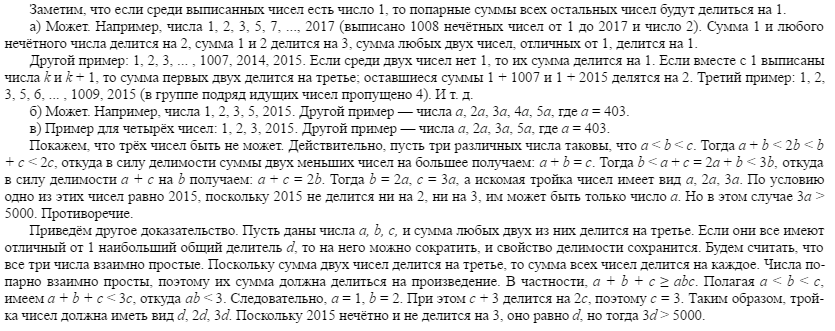 Заметим, что если среди выписанных чисел есть число 1, то попарные суммы всех остальных чисел будут делиться на 1.
а) Может. Например, числа 1, 2, 3, 5, 7, ..., 2017 (выписано 1008 нечётных чисел от 1 до 2017 и число 2). Сумма 1 и любого
нечётного числа делится на 2, сумма 1 и 2 делится на 3, сумма любых двух чисел, отличных от 1, делится на 1.
Другой пример: 1, 2, 3, ... , 1007, 2014, 2015. Если среди двух чисел нет 1, то их сумма делится на 1. Если вместе с 1 выписаны
числа k и k + 1, то сумма первых двух делится на третье; оставшиеся суммы 1 + 1007 и 1 + 2015 делятся на 2. Третий пример: 1, 2,
3, 5, 6, ... , 1009, 2015 (в группе подряд идущих чисел пропущено 4). И т. д.
б) Может. Например, числа 1, 2, 3, 5, 2015. Другой пример — числа a, 2a, 3a, 4a, 5a, где a = 403.
в) Пример для четырёх чисел: 1, 2, 3, 2015. Другой пример — числа a, 2a, 3a, 5a, где a = 403.
Покажем, что трёх чисел быть не может. Действительно, пусть три различных числа таковы, что a < b < c. Тогда a + b < 2b < b
+ c < 2c, откуда в силу делимости суммы двух меньших чисел на большее получаем: a + b = c. Тогда b < a + c = 2a + b < 3b, откуда
в силу делимости a + c на b получаем: a + c = 2b. Тогда b = 2a, c = 3a, а искомая тройка чисел имеет вид a, 2a, 3a. По условию
одно из этих чисел равно 2015, поскольку 2015 не делится ни на 2, ни на 3, им может быть только число a. Но в этом случае 3a >
5000. Противоречие.
Приведём другое доказательство. Пусть даны числа a, b, c, и сумма любых двух из них делится на третье. Если они все имеют
отличный от 1 наибольший общий делитель d, то на него можно сократить, и свойство делимости сохранится. Будем считать, что
все три числа взаимно простые. Поскольку сумма двух чисел делится на третье, то сумма всех чисел делится на каждое. Числа по-
парно взаимно просты, поэтому их сумма должна делиться на произведение. В частности, a + b + c ≥ abc. Полагая a < b < c,
имеем a + b + c < 3c, откуда ab < 3. Следовательно, a = 1, b = 2. При этом c + 3 делится на 2c, поэтому c = 3. Таким образом, трой-
ка чисел должна иметь вид d, 2d, 3d. Поскольку 2015 нечётно и не делится на 3, оно равно d, но тогда 3d > 5000.